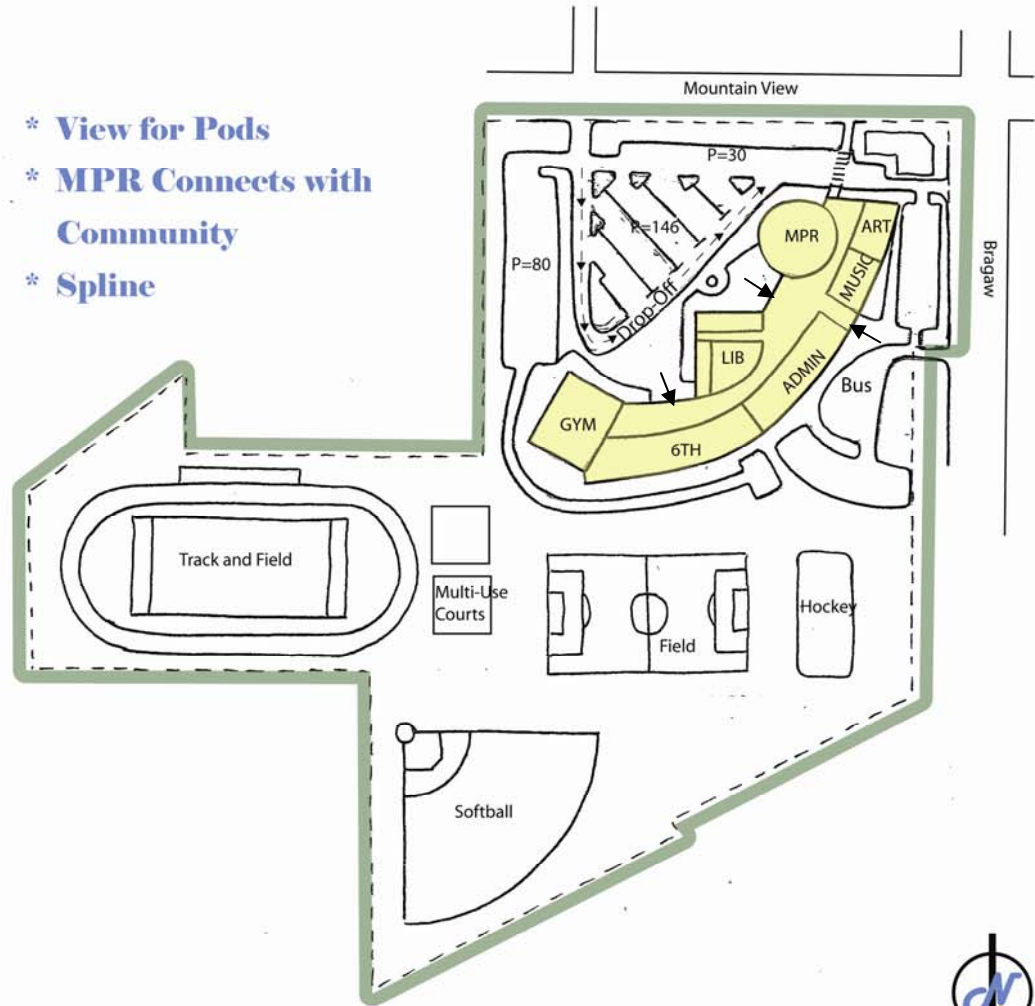 Mountain View
* View for Pods
* MPR Connects with
Community
* Spline
P=30
P=146
P=80
Drop-Off
MPR
ART
MUSIC
Bragaw
LIB
ADMIN
Bus
GYM
6TH
Track and Field
Multi-Use
Courts
Field
Hockey
Softball
N